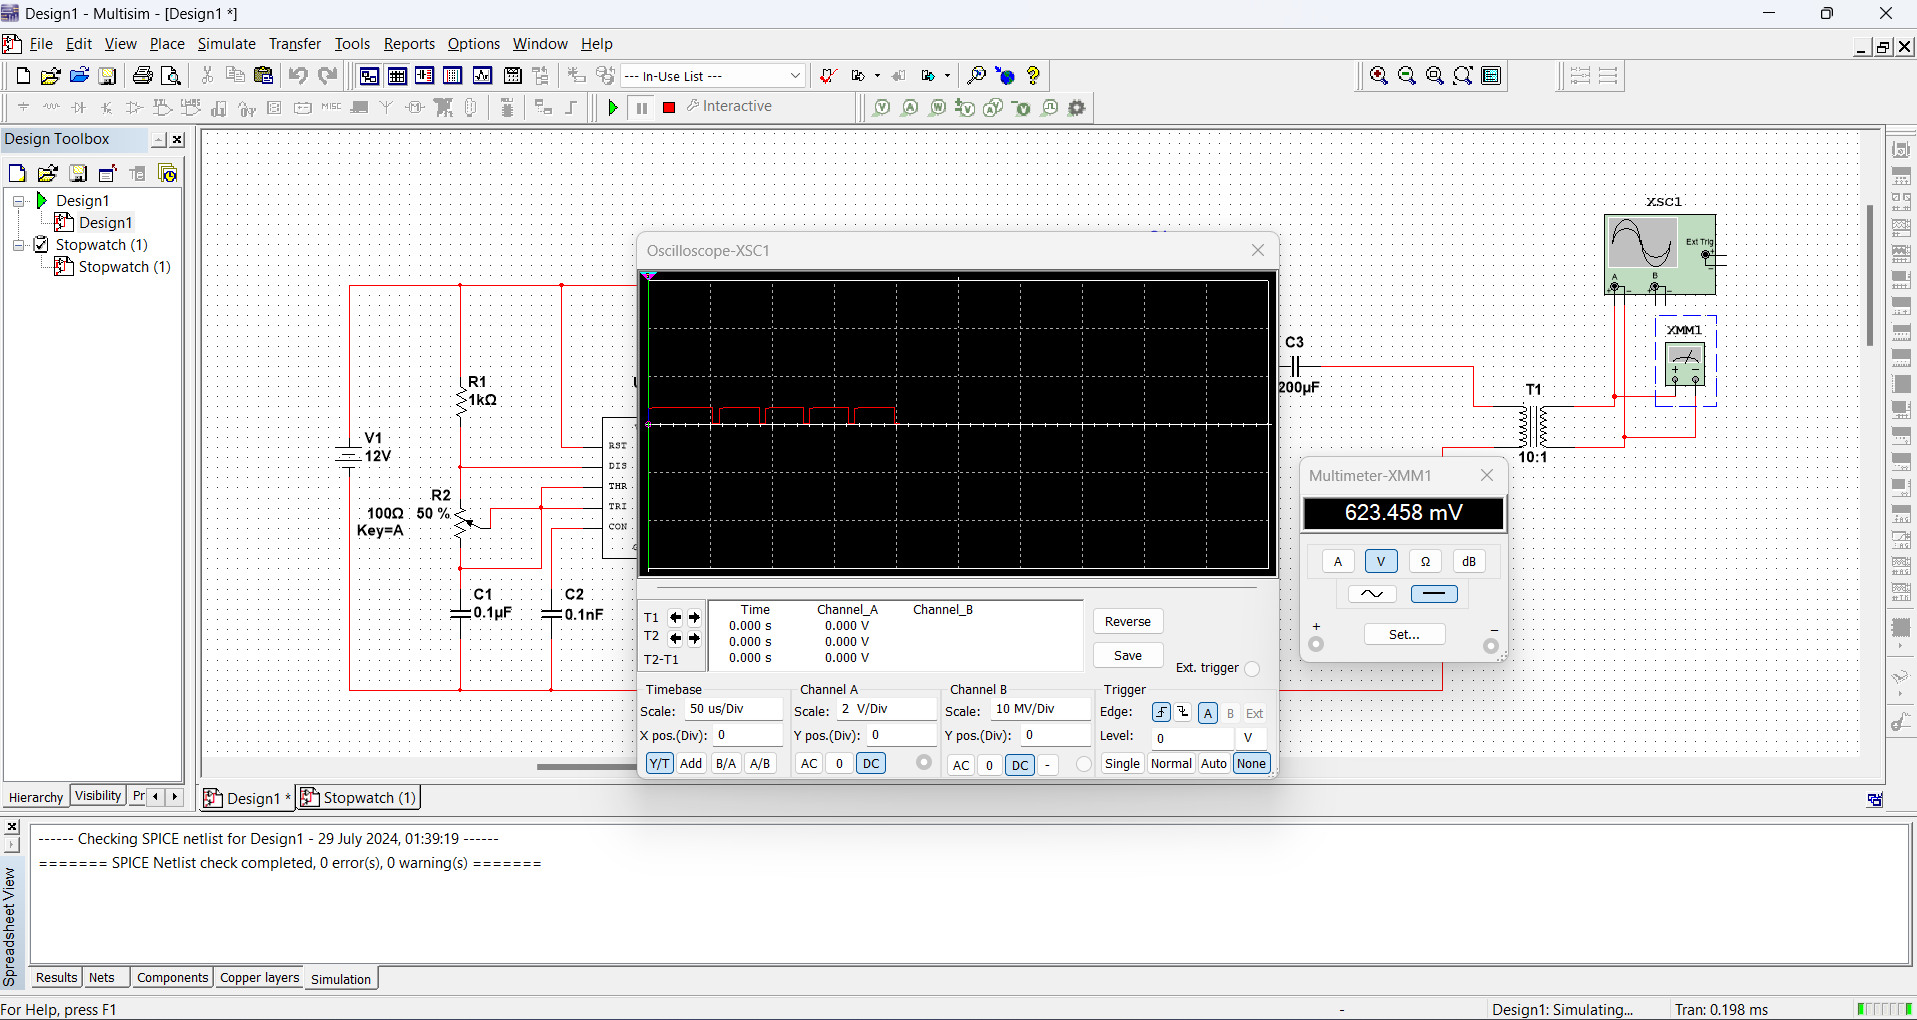 Design1 - Multisim - [Design1 *]
File Edit View Place Simulate Transfer Tools Reports Options Window Help
--- In-Use List ---
MISC
Interactive
Design Toolbox
Design1
Design1
Stopwatch (1)
Stopwatch (1)
Hierarchy Visibility Pr
V1
12V
R1
1kΩ
R2
100Ω 50 %
Key=A
C1
0.1µF
C2
0.1nF
RST
DIS
THR
TRI
CON
C3
200µF
T1
10:1
XSC1
Ext Trig
A B
XMM1
Oscilloscope-XSC1
Time Channel_A Channel_B
T1 0.000 s 0.000 V
T2 0.000 s 0.000 V
T2-T1 0.000 s 0.000 V
Reverse
Save
Ext. trigger
Timebase
Scale: 50 us/Div
X pos.(Div): 0
Y/T Add B/A A/B
Channel A
Scale: 2 V/Div
Y pos.(Div): 0
AC 0 DC
Channel B
Scale: 10 MV/Div
Y pos.(Div): 0
AC 0 DC -
Trigger
Edge: A B Ext
Level: 0 V
Single Normal Auto None
Multimeter-XMM1
623.458 mV
A V Ω dB
+ Set... -
Design1 * Stopwatch (1)
------ Checking SPICE netlist for Design1 - 29 July 2024, 01:39:19 ------
======= SPICE Netlist check completed, 0 error(s), 0 warning(s) =======
Spreadsheet View
Results Nets Components Copper layers Simulation
For Help, press F1
- Design1: Simulating... Tran: 0.198 ms